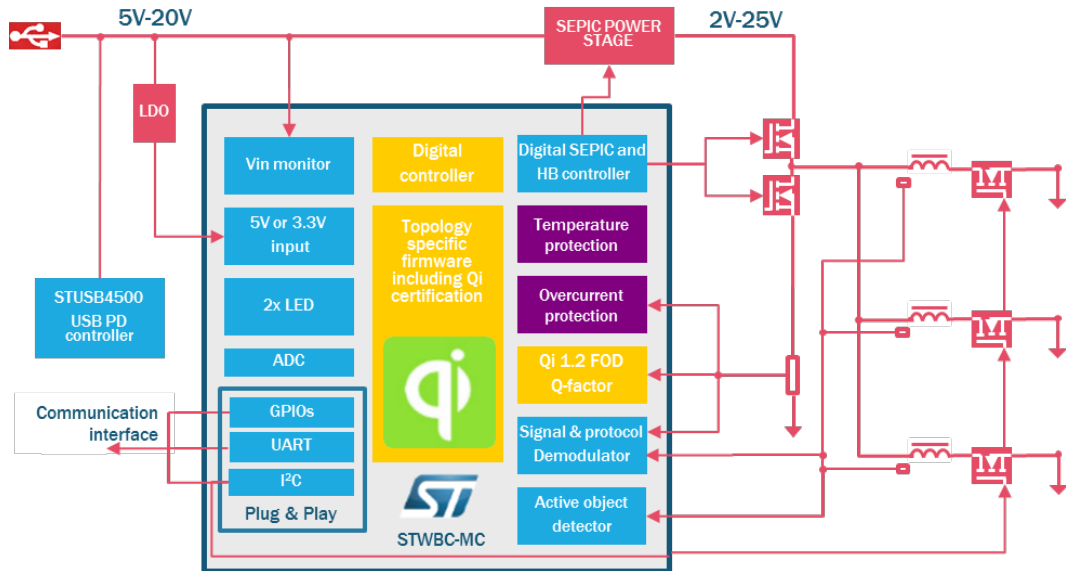 5V-20V
SEPIC POWER
STAGE
2V-25V
LDO
Vin monitor
Digital
controller
Digital SEPIC and
HB controller
5V or 3.3V
input
Topology
specific
firmware
including Qi
certification
Temperature
protection
STUSB4500
USB PD
controller
2x LED
Overcurrent
protection
ADC
qi
Qi 1.2 FOD
Q-factor
Communication
interface
GPIOs
UART
I²C
Plug & Play
Signal & protocol
Demodulator
ST
STWBC-MC
Active object
detector